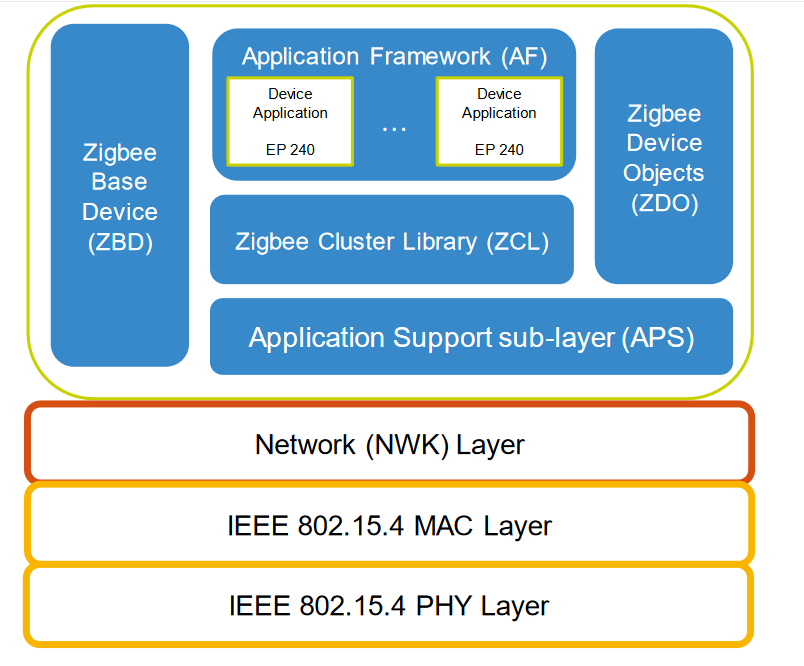 Zigbee
Base
Device
(ZBD)
Application Framework (AF)
Device
Application
EP 240
...
Device
Application
EP 240
Zigbee
Device
Objects
(ZDO)
Zigbee Cluster Library (ZCL)
Application Support sub-layer (APS)
Network (NWK) Layer
IEEE 802.15.4 MAC Layer
IEEE 802.15.4 PHY Layer